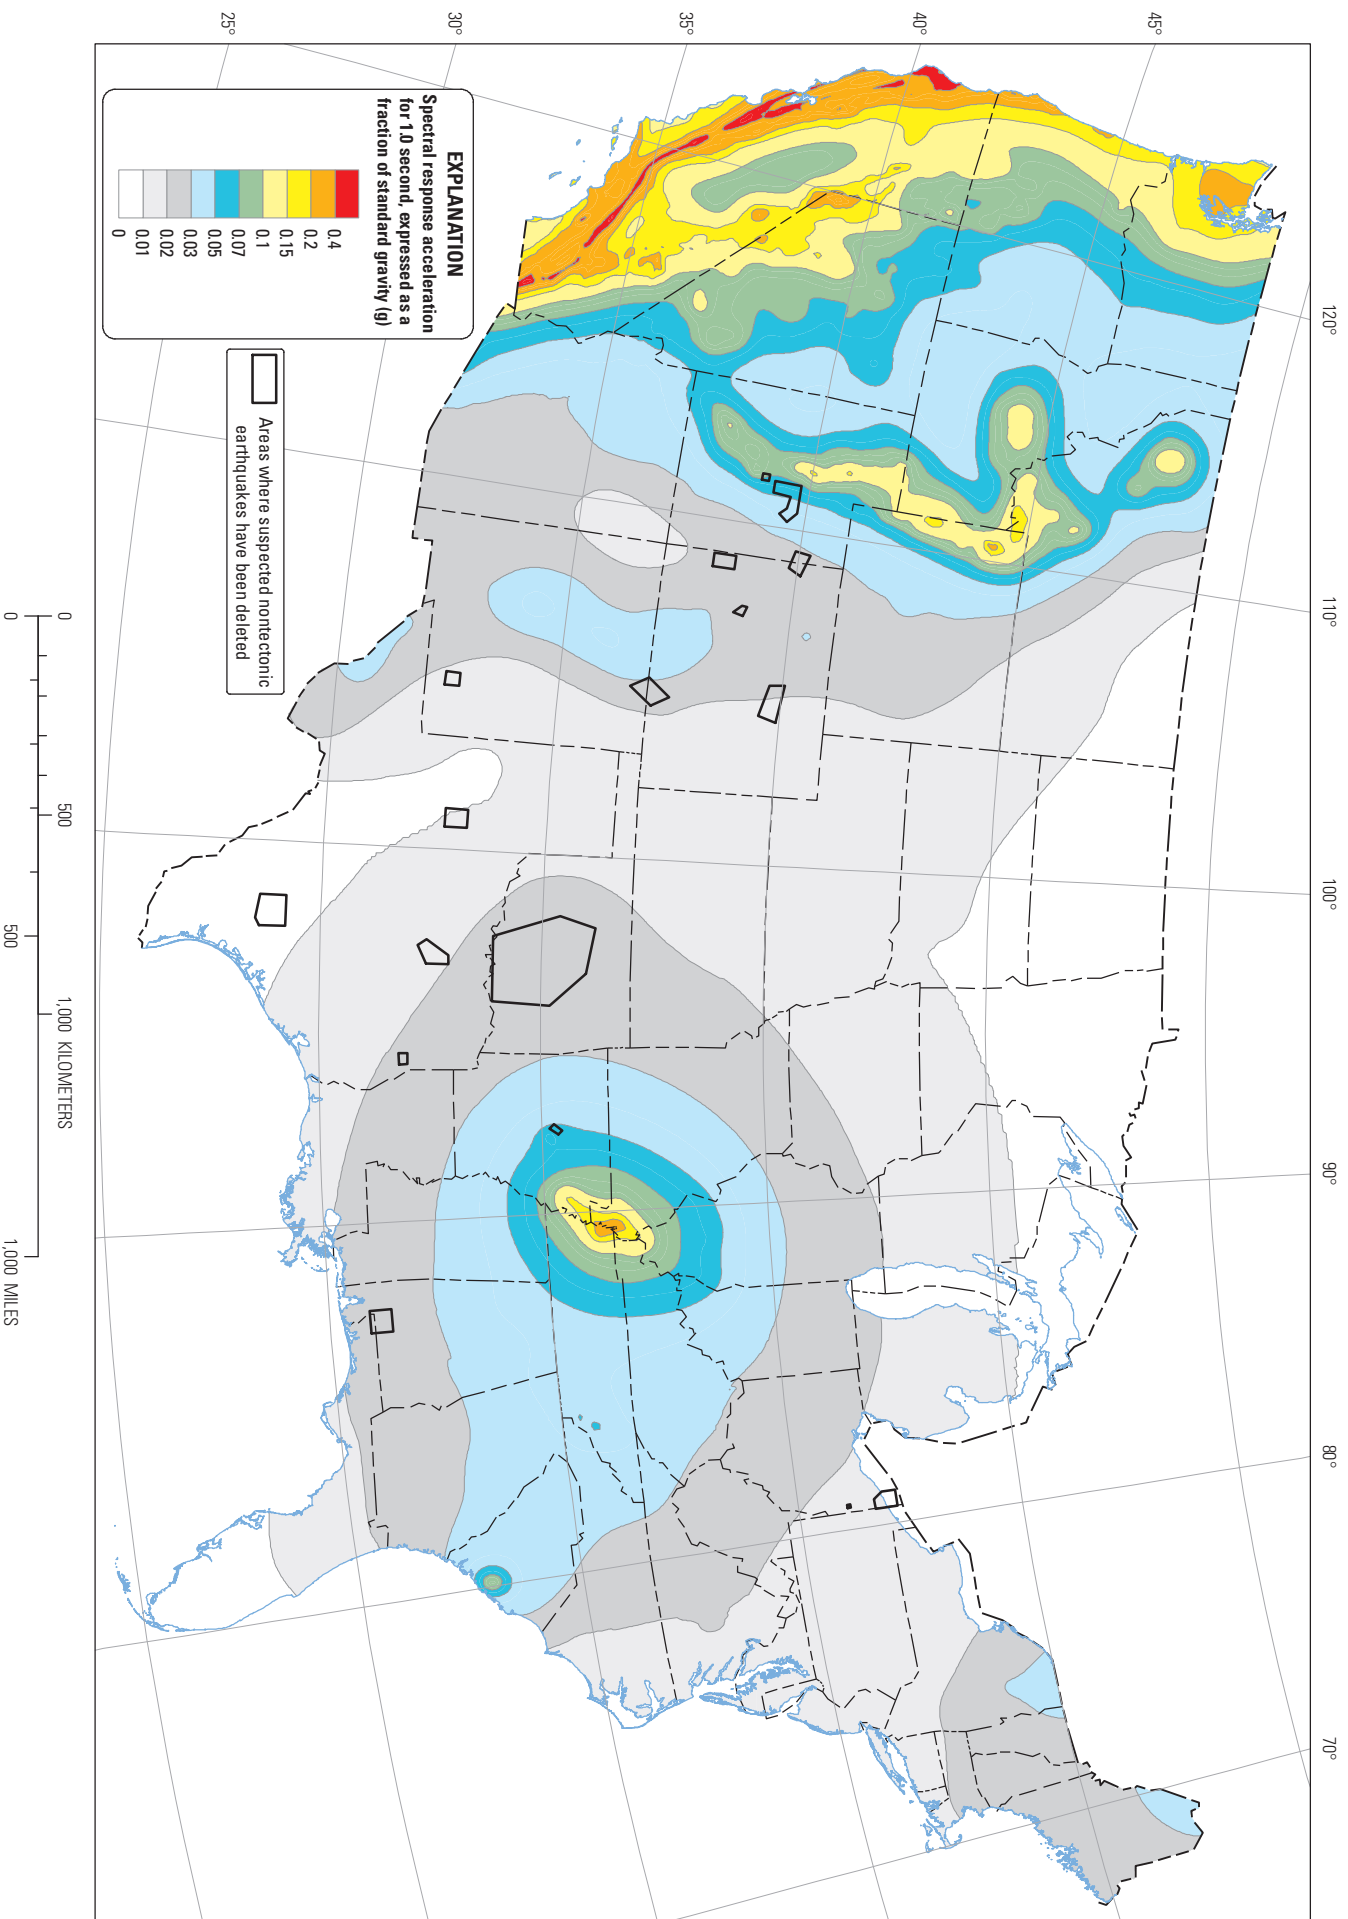 120°
110°
100°
90°
80°
70°
45°
40°
35°
30°
25°
EXPLANATION
Spectral response acceleration
for 1.0 second, expressed as a
fraction of standard gravity (g)
0.4
0.2
0.15
0.1
0.07
0.05
0.03
0.02
0.01
0
Areas where suspected nontectonic
earthquakes have been deleted
0 500 1,000 KILOMETERS
0 500 1,000 MILES